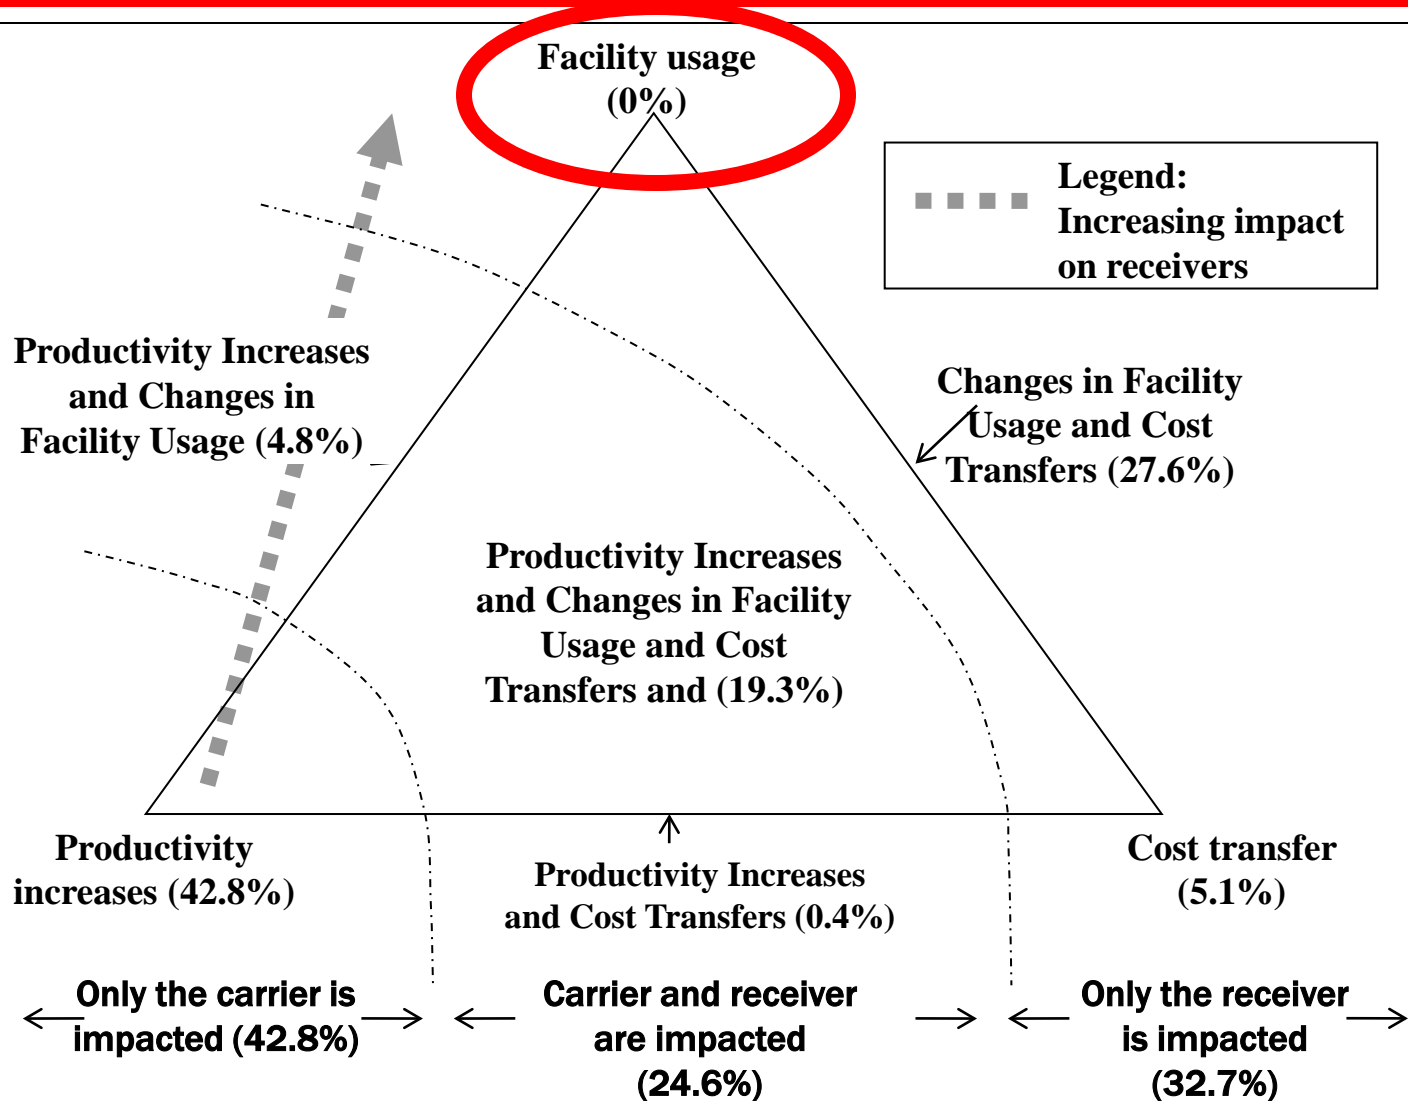 Facility usage
(0%)
Legend:
Increasing impact
on receivers
Productivity Increases
and Changes in
Facility Usage (4.8%)
Changes in Facility
Usage and Cost
Transfers (27.6%)
Productivity Increases
and Changes in Facility
Usage and Cost
Transfers and (19.3%)
Productivity
increases (42.8%)
Productivity Increases
and Cost Transfers (0.4%)
Cost transfer
(5.1%)
Only the carrier is
impacted (42.8%)
Carrier and receiver
are impacted
(24.6%)
Only the receiver
is impacted
(32.7%)